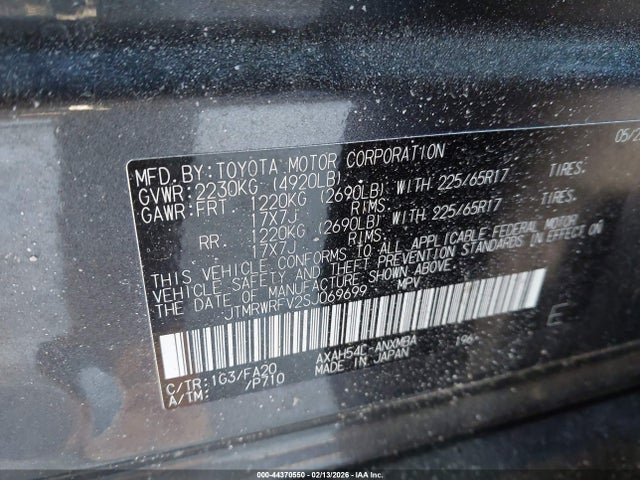 MFD.BY:TOYOTA MOTOR CORPORATION 05/2
GVWR:2230KG (4920LB)
GAWR:FRT 1220KG (2690LB) WITH 225/65R17 TIRES,
17X7J RIMS,
RR 1220KG (2690LB) WITH 225/65R17 TIRES,
17X7J RIMS,
THIS VEHICLE CONFORMS TO ALL APPLICABLE FEDERAL MOTOR
VEHICLE SAFETY AND THEFT PREVENTION STANDARDS IN EFFECT ON
THE DATE OF MANUFACTURE SHOWN ABOVE.
JTMRWRFV2SJ069699 MPV
E
C/TR:1G3/FA20 AXAH54L-ANXMBA 196
A/TM: /P710 MADE IN JAPAN
000-44370550 - 02/13/2026 - IAA Inc.